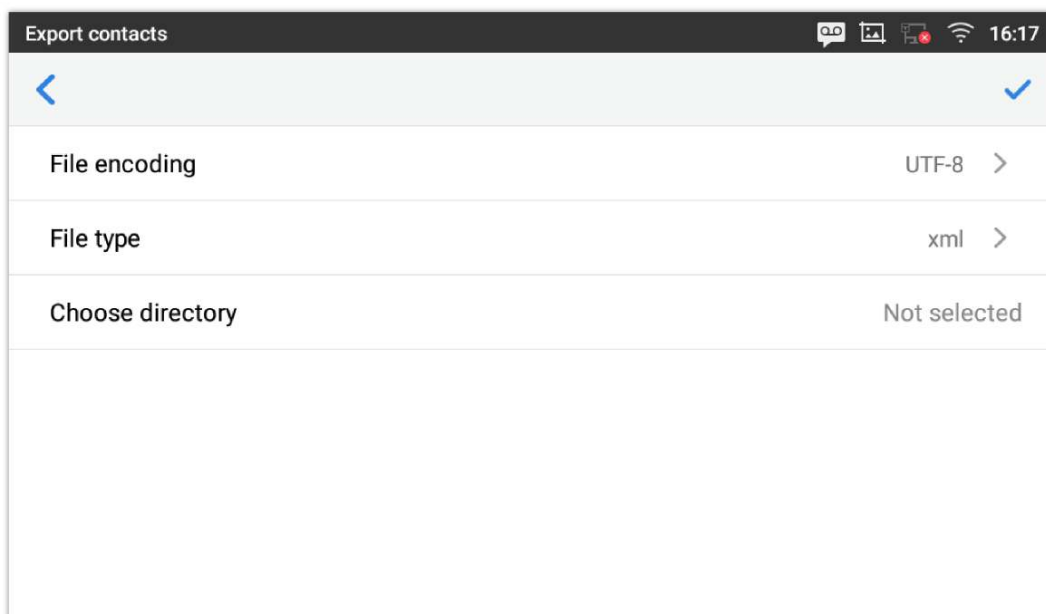 Export contacts 16:17
File encoding UTF-8
File type xml
Choose directory Not selected